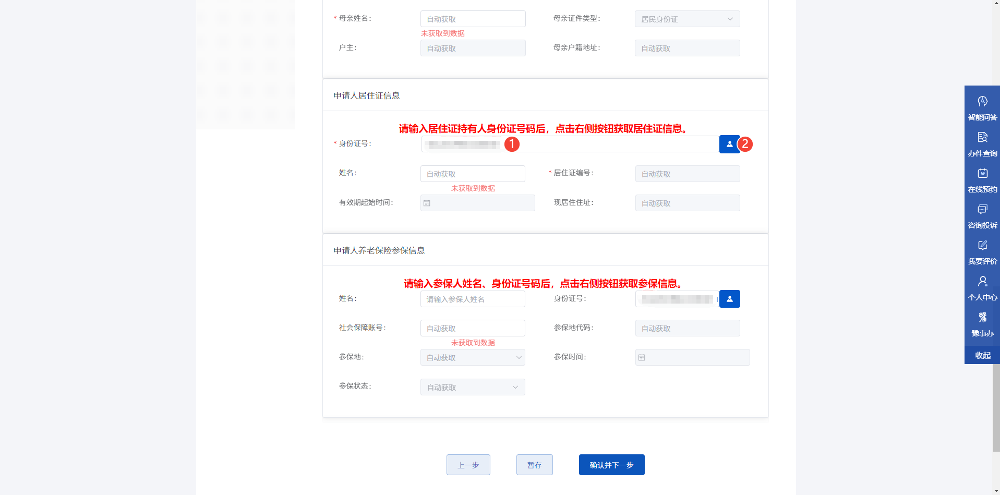 * 母亲姓名：
自动获取
母亲证件类型：
居民身份证
未获取到数据
户主：
自动获取
母亲户籍地址：
自动获取
申请人居住证信息
请输入居住证持有人身份证号码后，点击右侧按钮获取居住证信息。
* 身份证号：
1
2
姓名：
自动获取
* 居住证编号：
自动获取
未获取到数据
有效期起始时间：
现居住住址：
自动获取
申请人养老保险参保信息
请输入参保人姓名、身份证号码后，点击右侧按钮获取参保信息。
姓名：
请输入参保人姓名
身份证号：
社会保障账号：
自动获取
参保地代码：
自动获取
未获取到数据
参保地：
自动获取
参保时间：
参保状态：
自动获取
上一步
暂存
确认并下一步
智能问答
办件查询
在线预约
咨询投诉
我要评价
个人中心
豫事办
收起